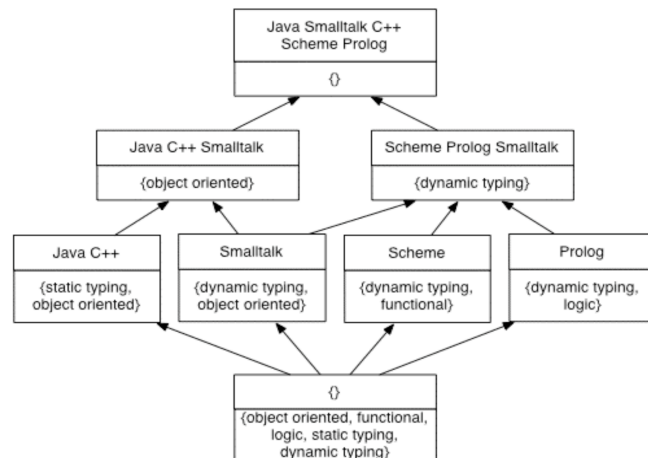 Java Smalltalk C++
Scheme Prolog
{}
Java C++ Smalltalk
{object oriented}
Scheme Prolog Smalltalk
{dynamic typing}
Java C++
{static typing,
object oriented}
Smalltalk
{dynamic typing,
object oriented}
Scheme
{dynamic typing,
functional}
Prolog
{dynamic typing,
logic}
{}
{object oriented, functional,
logic, static typing,
dynamic typing}